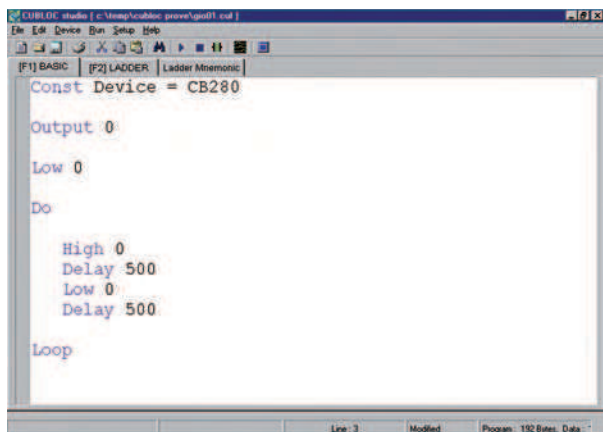 CUBLOC studio [ c:\temp\cubloc prove\gio01.cul ]
File Edit Device Run Setup Help
[F1] BASIC [F2] LADDER Ladder Mnemonic
Const Device = CB280
Output 0
Low 0
Do
High 0
Delay 500
Low 0
Delay 500
Loop
Line : 3 Modified Program : 192 Bytes, Data :